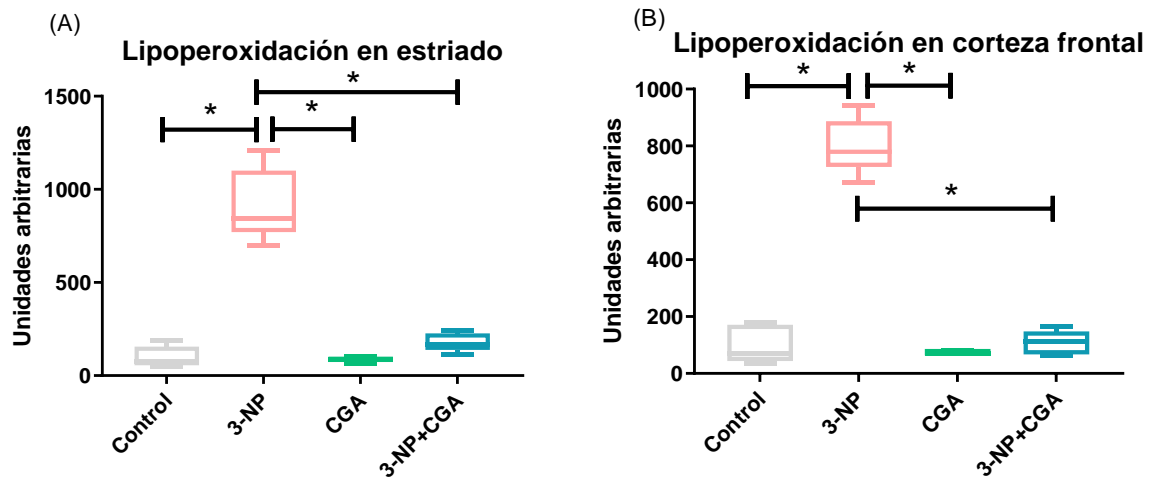 (A)
Lipoperoxidación en estriado
*
*
*
Unidades arbitrarias
1500
1000
500
0
Control
3-NP
CGA
3-NP+CGA
(B)
Lipoperoxidación en corteza frontal
*
*
*
Unidades arbitrarias
1000
800
600
400
200
0
Control
3-NP
CGA
3-NP+CGA